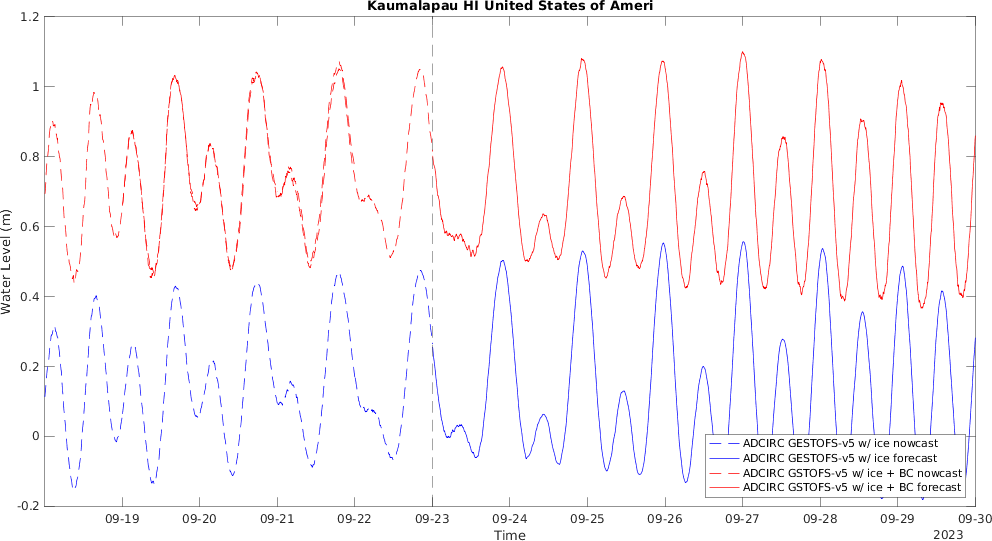 Kaumalapau HI United States of Ameri
1.2
1
0.8
0.6
0.4
0.2
0
-0.2
Water Level (m)
ADCIRC GESTOFS-v5 w/ ice nowcast
ADCIRC GESTOFS-v5 w/ ice forecast
ADCIRC GSTOFS-v5 w/ ice + BC nowcast
ADCIRC GSTOFS-v5 w/ ice + BC forecast
09-19 09-20 09-21 09-22 09-23 09-24 09-25 09-26 09-27 09-28 09-29 09-30
Time
2023